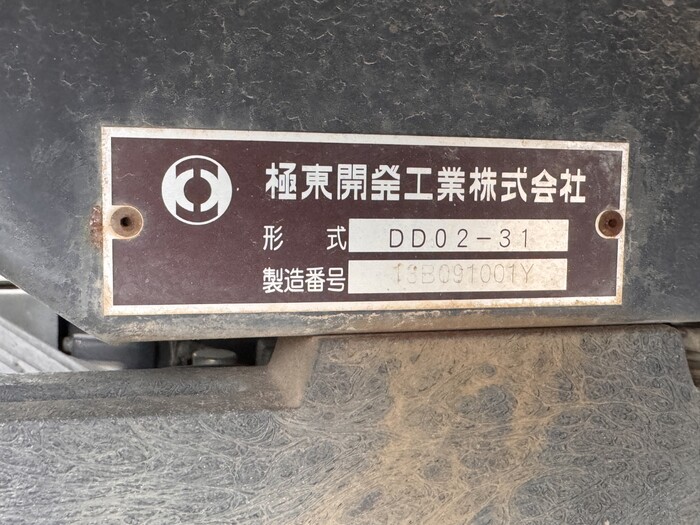 極東開発工業株式会社
形 式 DD02-31
製造番号 13B091001Y